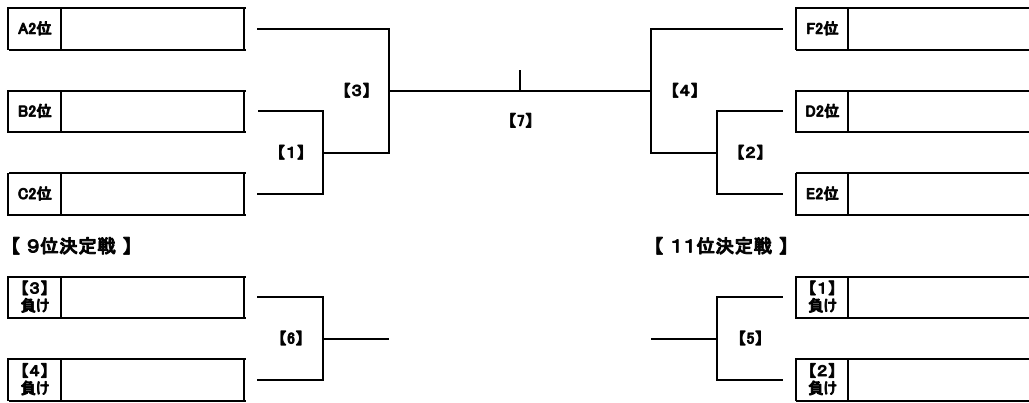 A2位
F2位
【3】
【4】
B2位
D2位
【7】
【1】
【2】
C2位
E2位
【 9位決定戦 】
【 11位決定戦 】
【3】
負け
【1】
負け
【6】
【5】
【4】
負け
【2】
負け